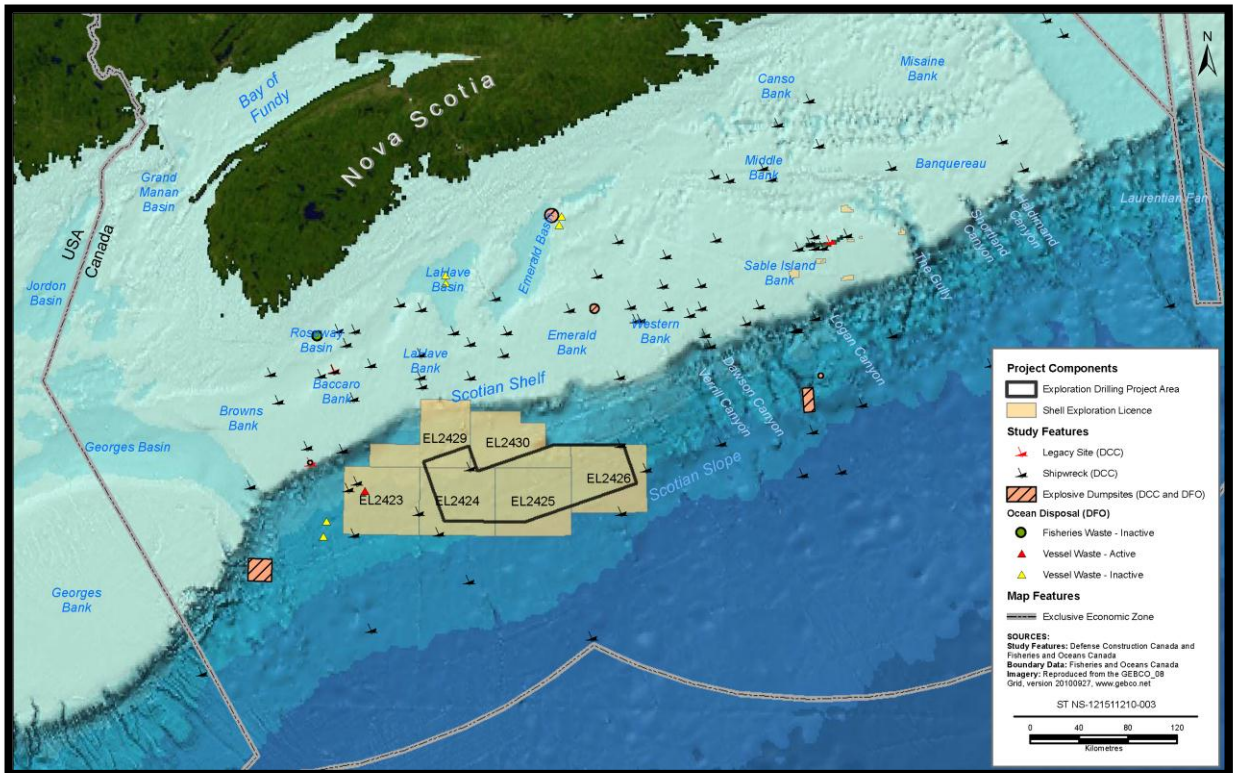 Misaine
Bank
N
Canso
Bank
Bay of
Fundy
Nova Scotia
Middle
Bank
Banquereau
Grand
Manan
Basin
Laurentian Fan
Haldimand
Canyon
Shortland
Canyon
USA
Canada
Emerald Basin
The Gully
Sable Island
Bank
LaHave
Basin
Jordon
Basin
Logan Canyon
Roseway
Basin
Emerald
Bank
Western
Bank
LaHave
Bank
Dawson Canyon
Verrill Canyon
Baccaro
Bank
Scotian Shelf
Browns
Bank
Georges Basin
EL2429
EL2430
Scotian Slope
EL2423
EL2424
EL2425
EL2426
Georges
Bank
Project Components
Exploration Drilling Project Area
Shell Exploration Licence
Study Features
Legacy Site (DCC)
Shipwreck (DCC)
Explosive Dumpsites (DCC and DFO)
Ocean Disposal (DFO)
Fisheries Waste - Inactive
Vessel Waste - Active
Vessel Waste - Inactive
Map Features
Exclusive Economic Zone
SOURCES:
Study Features: Defense Construction Canada and
Fisheries and Oceans Canada
Boundary Data: Fisheries and Oceans Canada
Imagery: Reproduced from the GEBCO_08
Grid, version 20100927, www.gebco.net
ST NS-121511210-003
0 40 80 120
Kilometres